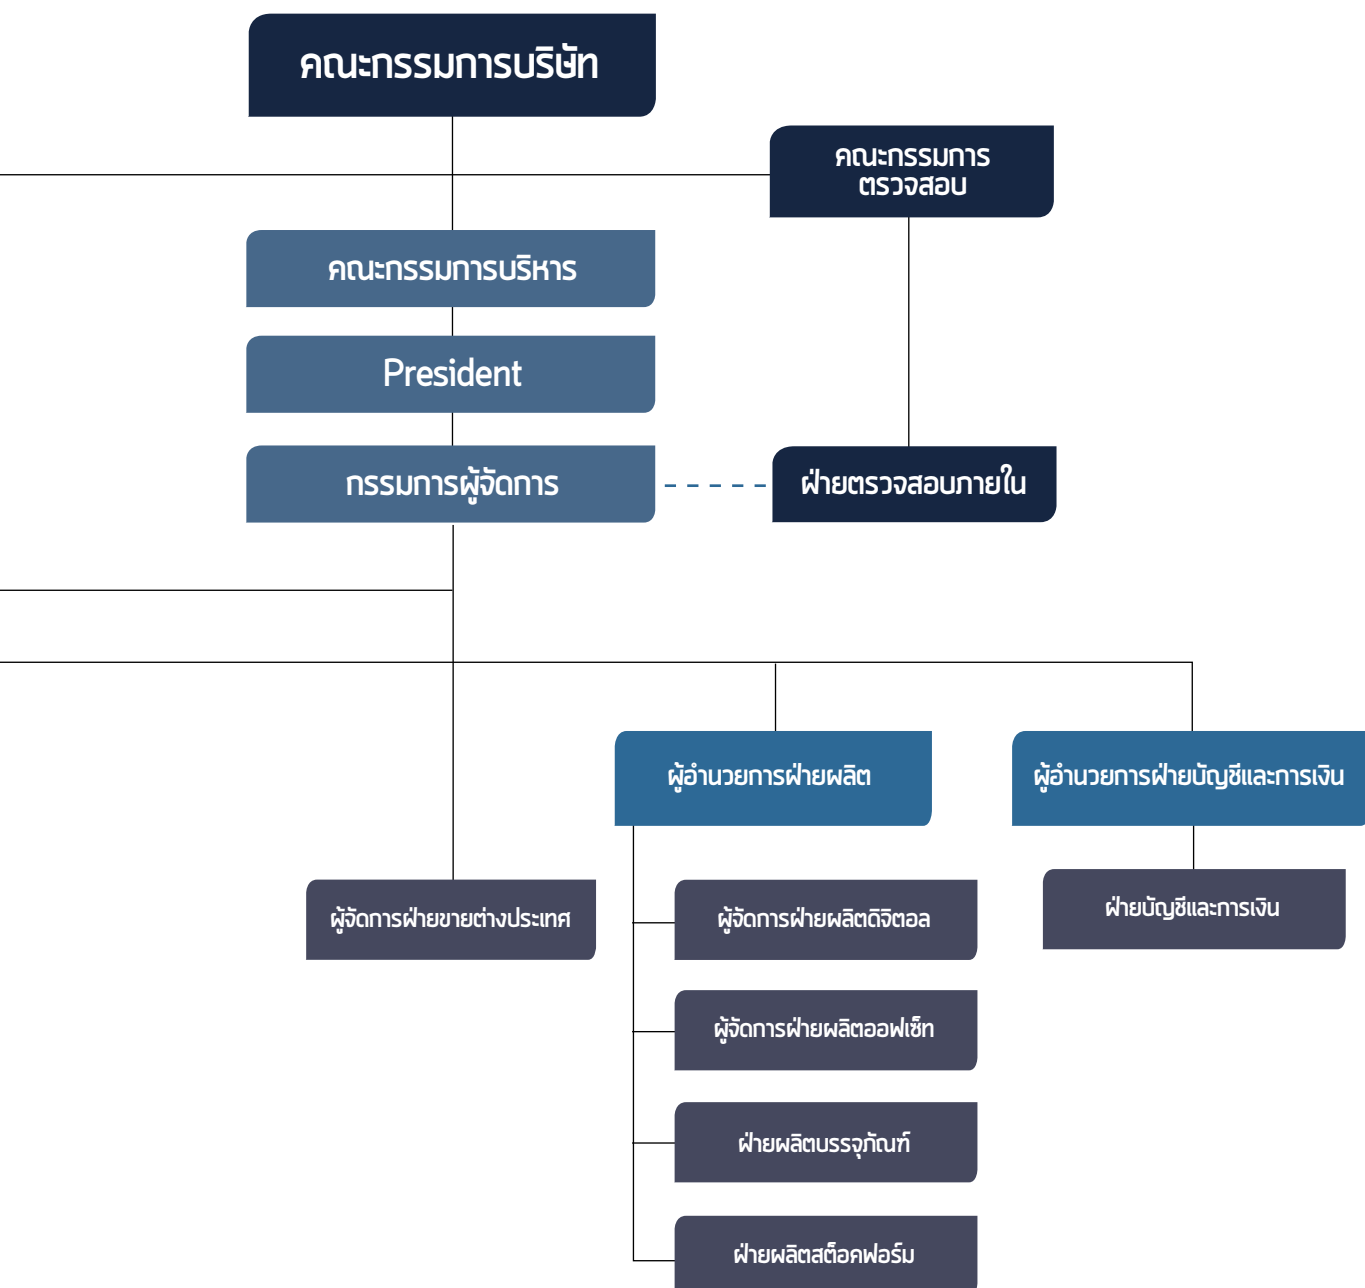 คณะกรรมการบริษัท
คณะกรรมการ
ตรวจสอบ
คณะกรรมการบริหาร
President
กรรมการผู้จัดการ
ฝ่ายตรวจสอบภายใน
ผู้อำนวยการฝ่ายผลิต
ผู้อำนวยการฝ่ายบัญชีและการเงิน
ผู้จัดการฝ่ายขายต่างประเทศ
ผู้จัดการฝ่ายผลิตดิจิตอล
ฝ่ายบัญชีและการเงิน
ผู้จัดการฝ่ายผลิตออฟเซ็ท
ฝ่ายผลิตบรรจุภัณฑ์
ฝ่ายผลิตสต็อคฟอร์ม